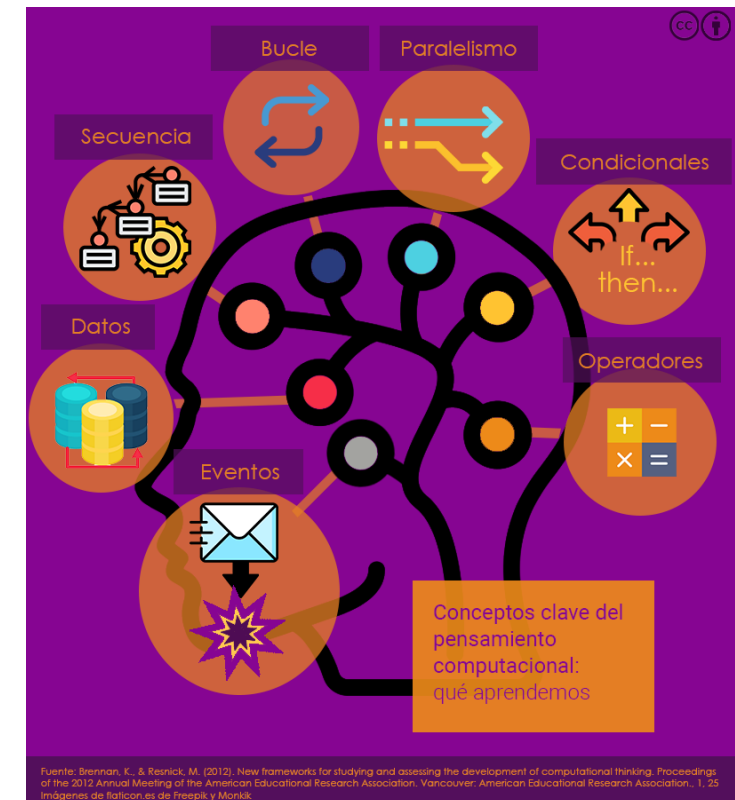 cc
Bucle
Paralelismo
Secuencia
Condicionales
If...
then...
Datos
Operadores
+ −
× =
Eventos
Conceptos clave del
pensamiento
computacional:
qué aprendemos
Fuente: Brennan, K., & Resnick, M. (2012). New frameworks for studying and assessing the development of computational thinking. Proceedings
of the 2012 Annual Meeting of the American Educational Research Association. Vancouver: American Educational Research Association., 1, 25
Imágenes de flaticon.es de Freepik y Monkik